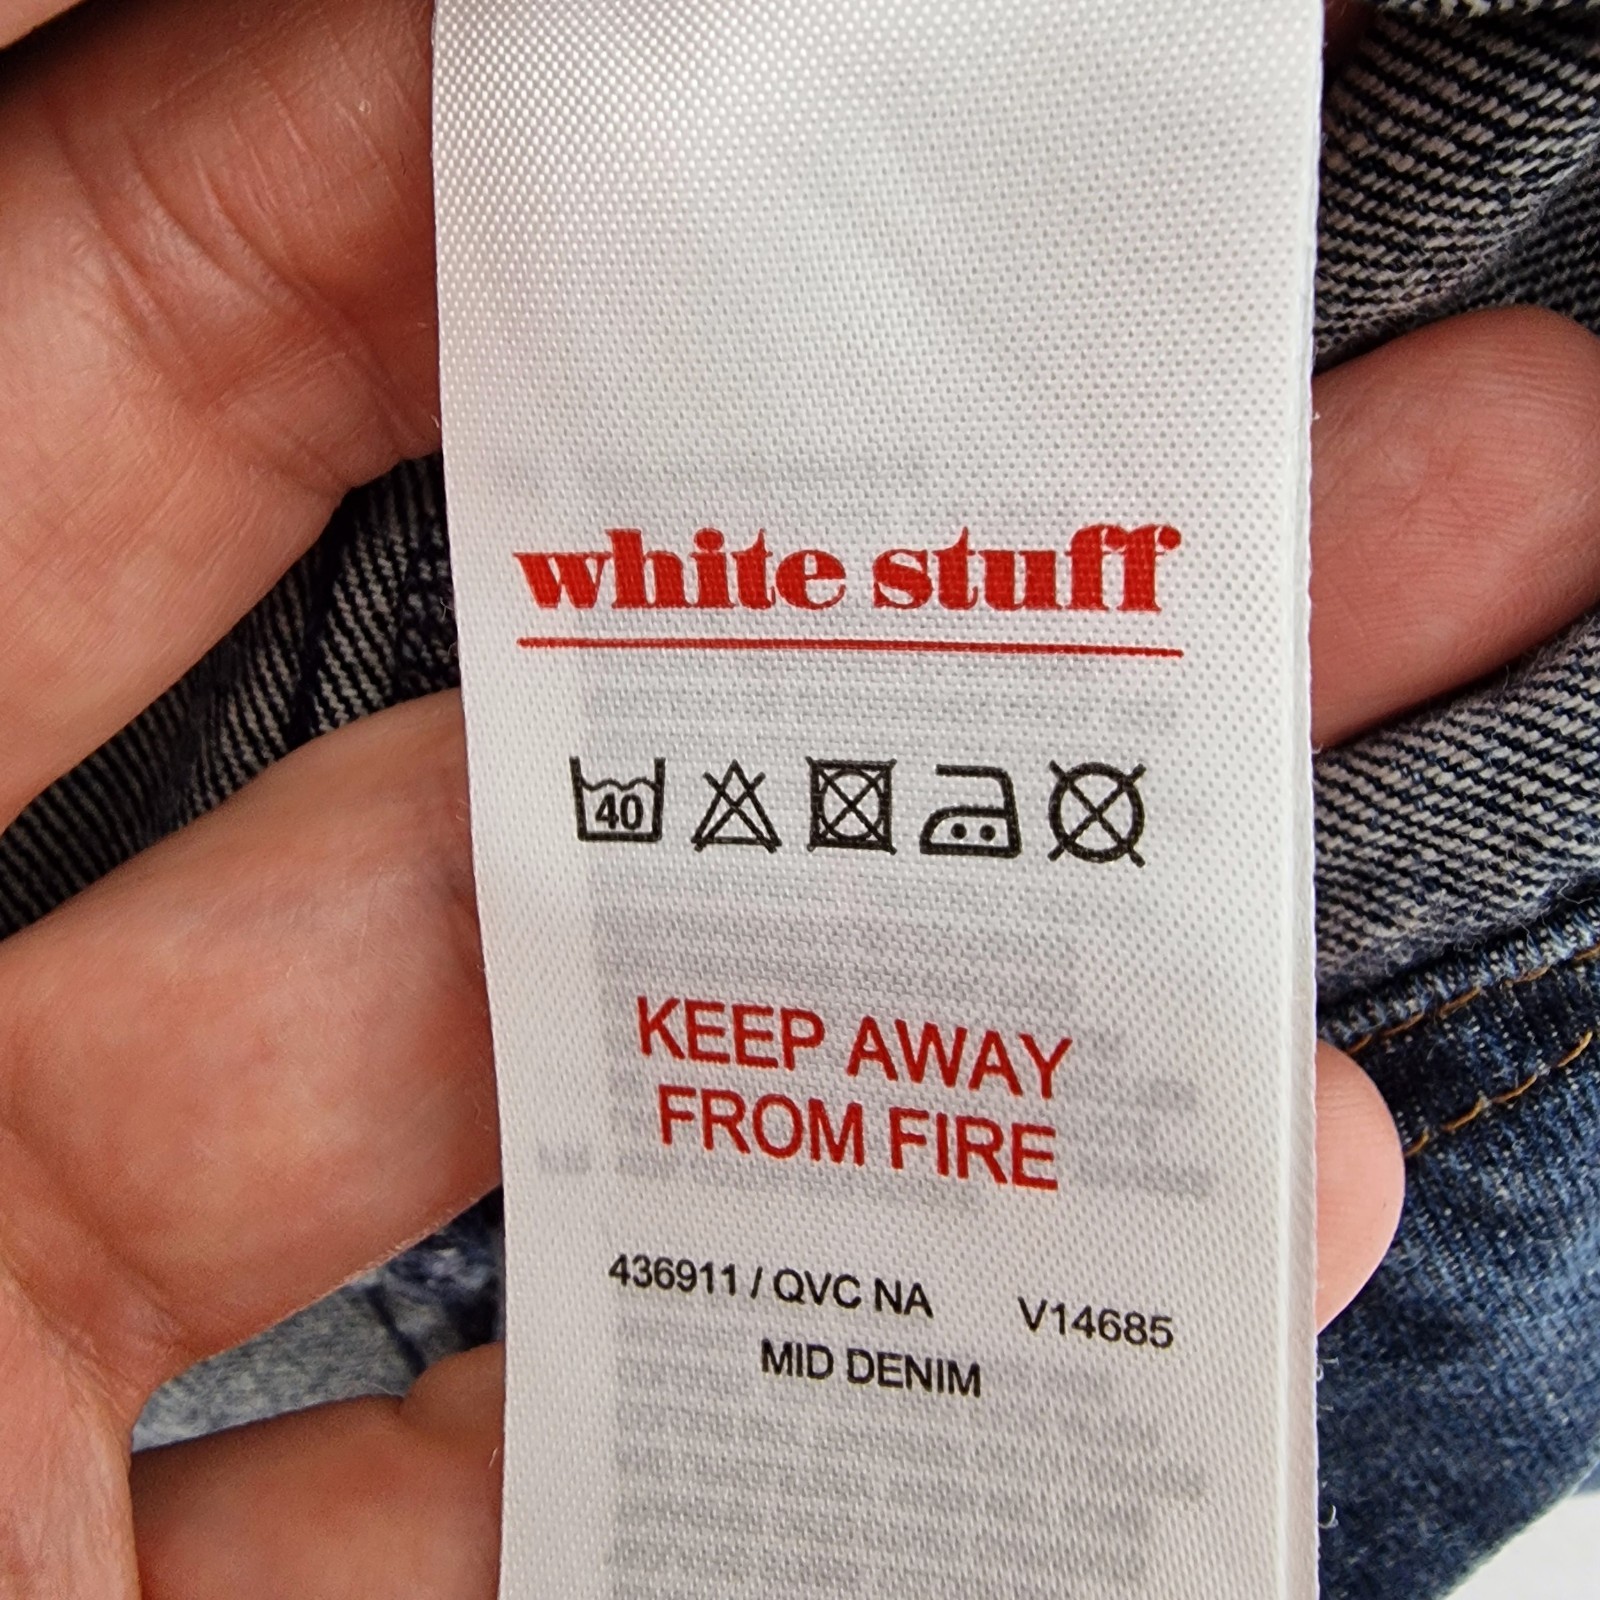 white stuff
40
KEEP AWAY
FROM FIRE
436911 / QVC NA V14685
MID DENIM